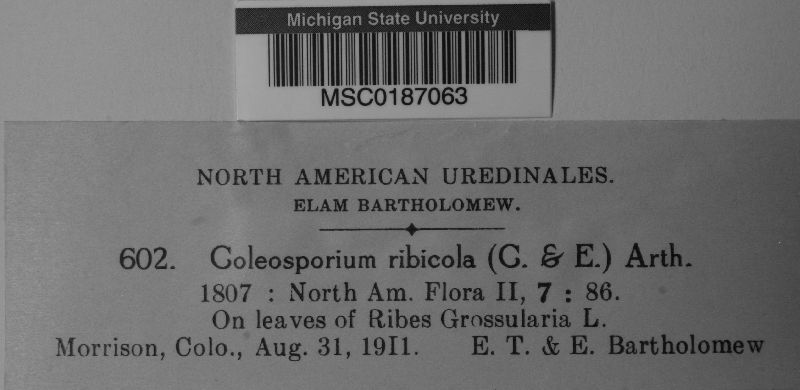 Michigan State University
MSC0187063
NORTH AMERICAN UREDINALES.
ELAM BARTHOLOMEW.
602. Coleosporium ribicola (C. & E.) Arth.
1807 : North Am. Flora II, 7 : 86.
On leaves of Ribes Grossularia L.
Morrison, Colo., Aug. 31, 1911. E. T. & E. Bartholomew